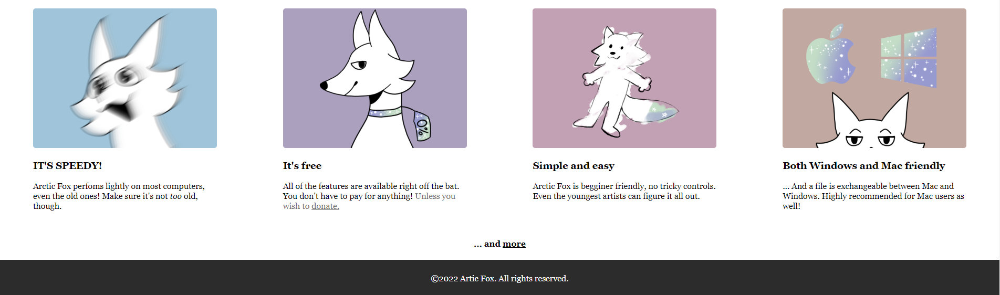 0%
IT'S SPEEDY!
Arctic Fox perfoms lightly on most computers,
even the old ones! Make sure it's not too old,
though.
It's free
All of the features are available right off the bat.
You don't have to pay for anything! Unless you
wish to donate.
Simple and easy
Arctic Fox is begginer friendly, no tricky controls.
Even the youngest artists can figure it all out.
Both Windows and Mac friendly
... And a file is exchangeable between Mac and
Windows. Highly recommended for Mac users as
well!
... and more
©2022 Artic Fox. All rights reserved.